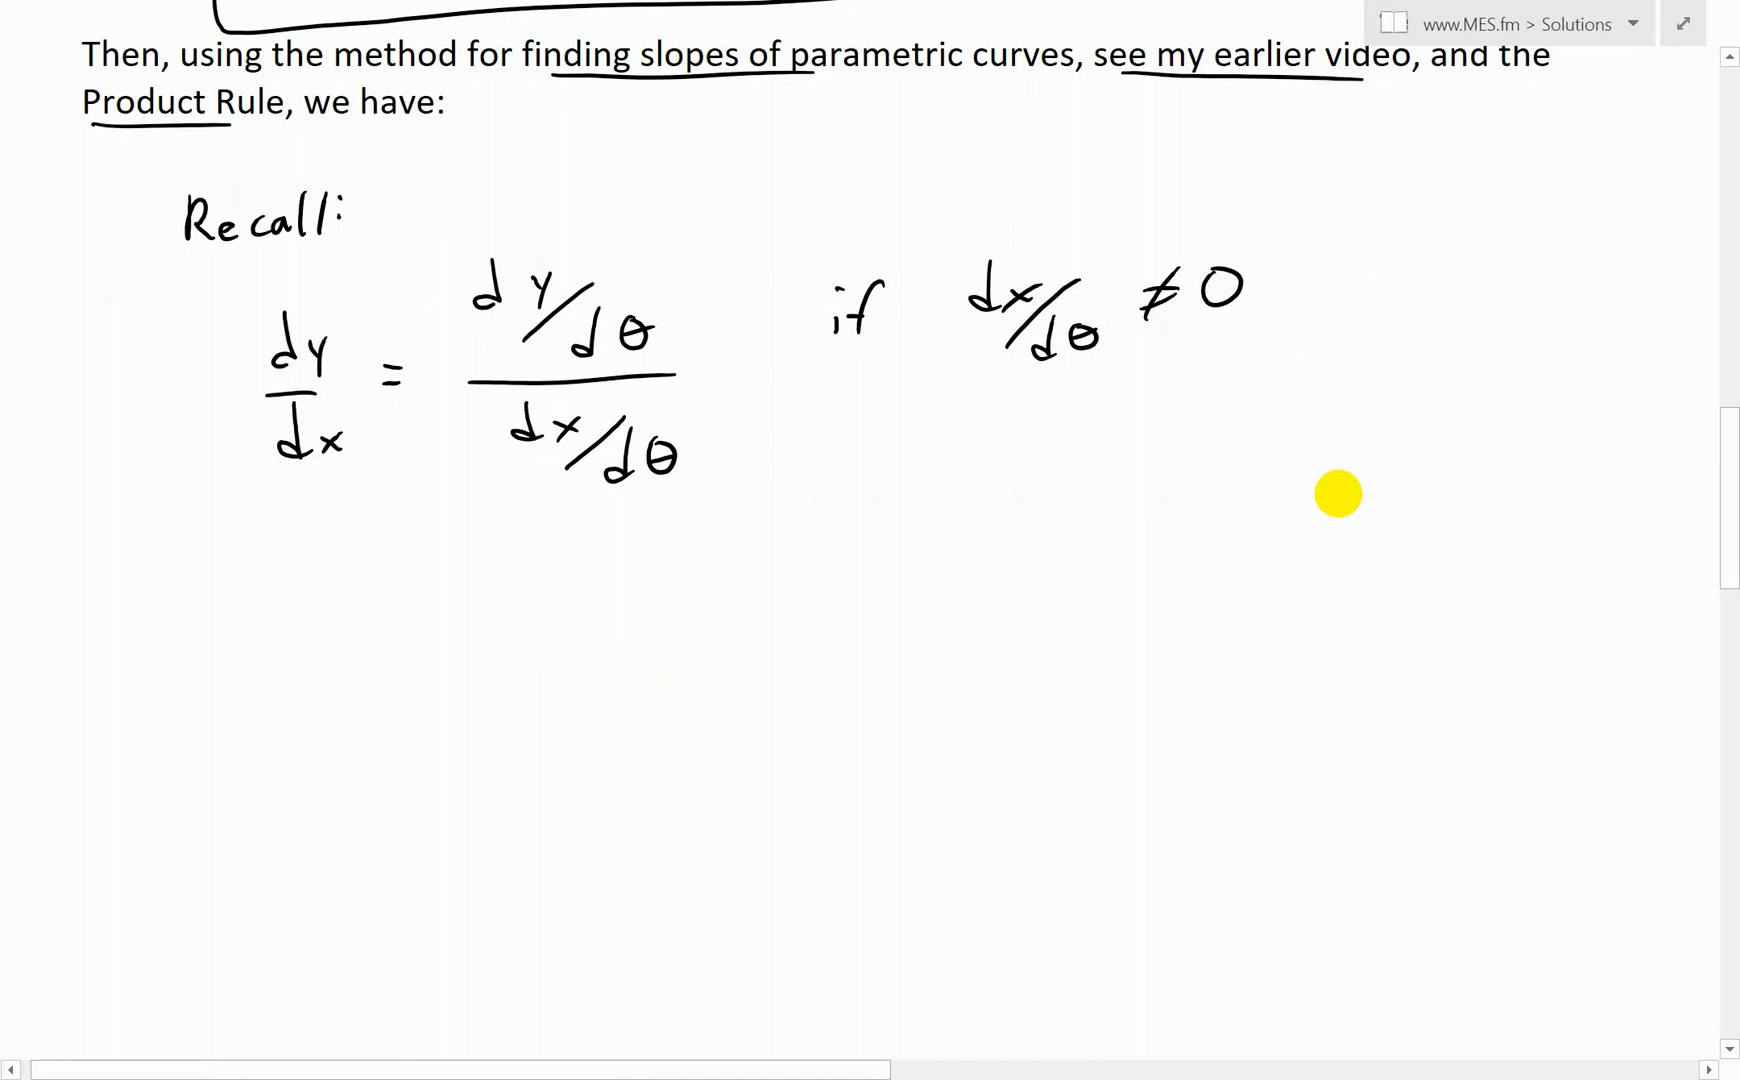 www.MES.fm > Solutions
Then, using the method for finding slopes of parametric curves, see my earlier video, and the
Product Rule, we have:
Recall:
dy/dx = (dy/dθ)/(dx/dθ) if dx/dθ ≠ 0